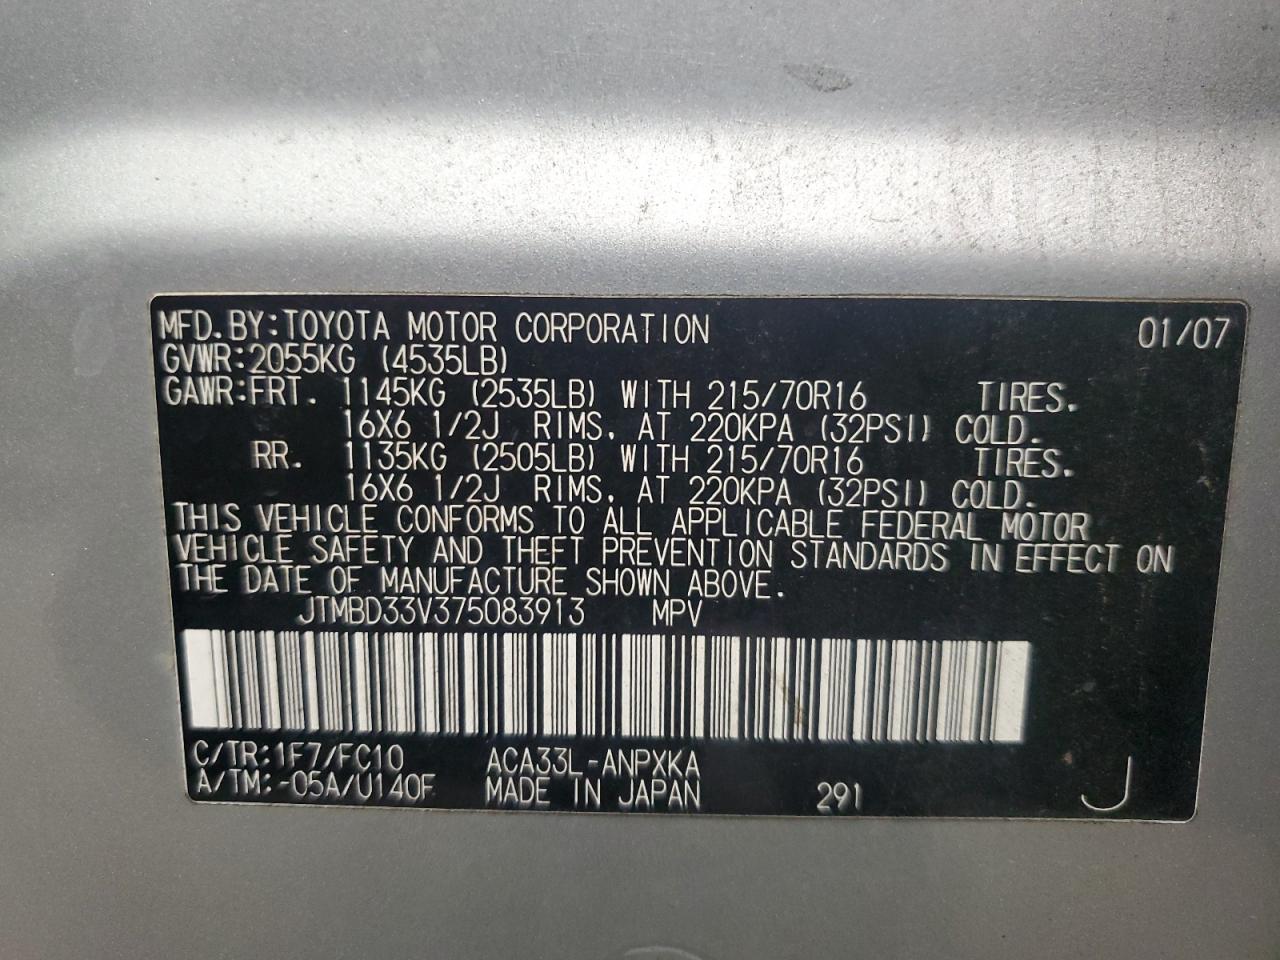 MFD.BY:TOYOTA MOTOR CORPORATION 01/07
GVWR:2055KG (4535LB)
GAWR:FRT. 1145KG (2535LB) WITH 215/70R16 TIRES.
16X6 1/2J RIMS, AT 220KPA (32PSI) COLD.
RR. 1135KG (2505LB) WITH 215/70R16 TIRES.
16X6 1/2J RIMS, AT 220KPA (32PSI) COLD.
THIS VEHICLE CONFORMS TO ALL APPLICABLE FEDERAL MOTOR
VEHICLE SAFETY AND THEFT PREVENTION STANDARDS IN EFFECT ON
THE DATE OF MANUFACTURE SHOWN ABOVE.
JTMBD33V375083913 MPV
C/TR:1F7/FC10 ACA33L-ANPXKA
A/TM:-05A/U140F MADE IN JAPAN 291 J